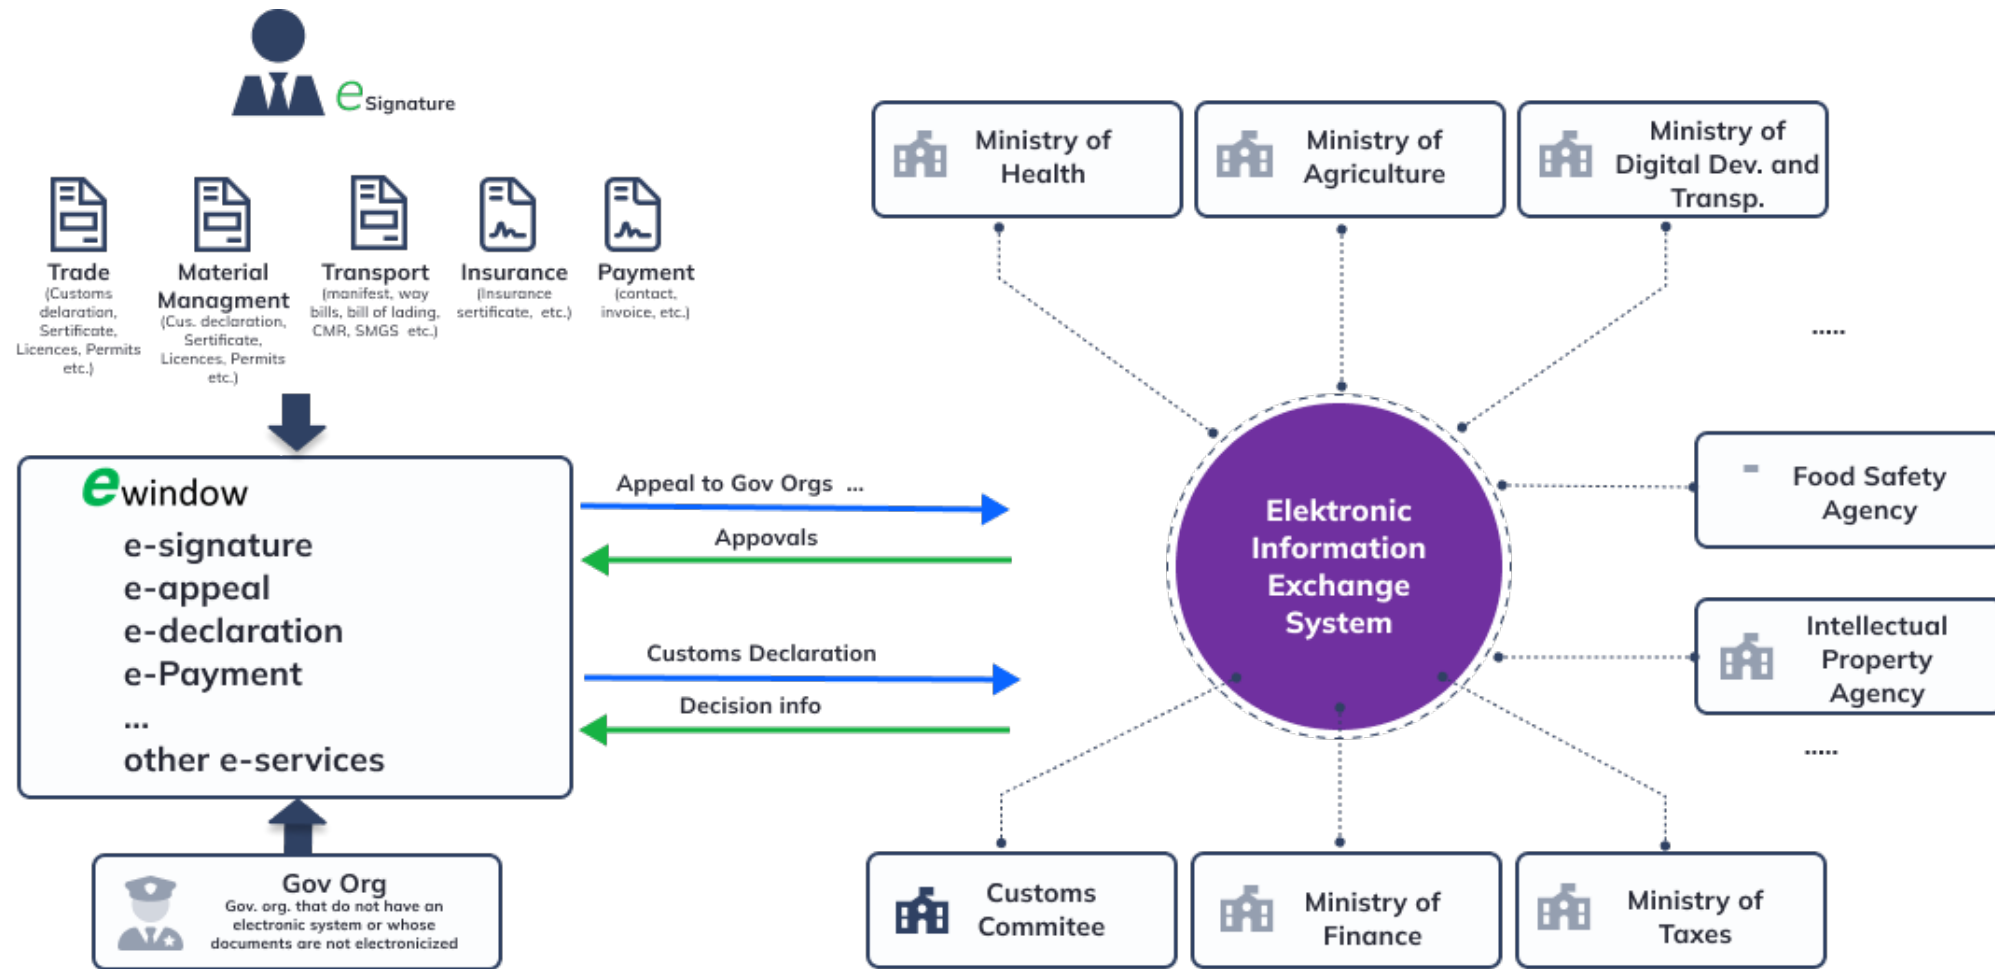 e Signature
Trade
(Customs
delaration,
Sertificate,
Licences, Permits
etc.)
Material
Managment
(Cus. declaration,
Sertificate,
Licences, Permits
etc.)
Transport
(manifest, way
bills, bill of lading,
CMR, SMGS etc.)
Insurance
(Insurance
sertificate, etc.)
Payment
(contact,
invoice, etc.)
ewindow
e-signature
e-appeal
e-declaration
e-Payment
...
other e-services
Gov Org
Gov. org. that do not have an
electronic system or whose
documents are not electronicized
Appeal to Gov Orgs ...
Appovals
Customs Declaration
Decision info
Ministry of
Health
Ministry of
Agriculture
Ministry of
Digital Dev. and
Transp.
.....
Elektronic
Information
Exchange
System
Food Safety
Agency
Intellectual
Property
Agency
.....
Customs
Commitee
Ministry of
Finance
Ministry of
Taxes